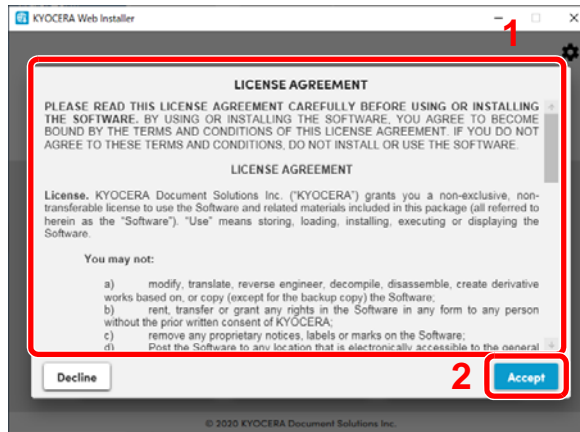 KYOCERA Web Installer
1
LICENSE AGREEMENT
PLEASE READ THIS LICENSE AGREEMENT CAREFULLY BEFORE USING OR INSTALLING
THE SOFTWARE. BY USING OR INSTALLING THE SOFTWARE, YOU AGREE TO BECOME
BOUND BY THE TERMS AND CONDITIONS OF THIS LICENSE AGREEMENT. IF YOU DO NOT
AGREE TO THESE TERMS AND CONDITIONS, DO NOT INSTALL OR USE THE SOFTWARE.
LICENSE AGREEMENT
License. KYOCERA Document Solutions Inc. ("KYOCERA") grants you a non-exclusive, non-
transferable license to use the Software and related materials included in this package (all referred to
herein as the "Software"). "Use" means storing, loading, installing, executing or displaying the
Software.
You may not:
a) modify, translate, reverse engineer, decompile, disassemble, create derivative
works based on, or copy (except for the backup copy) the Software;
b) rent, transfer or grant any rights in the Software in any form to any person
without the prior written consent of KYOCERA;
c) remove any proprietary notices, labels or marks on the Software;
d) Post the Software to any location that is electronically accessible to the general
Decline
2
Accept
© 2020 KYOCERA Document Solutions Inc.